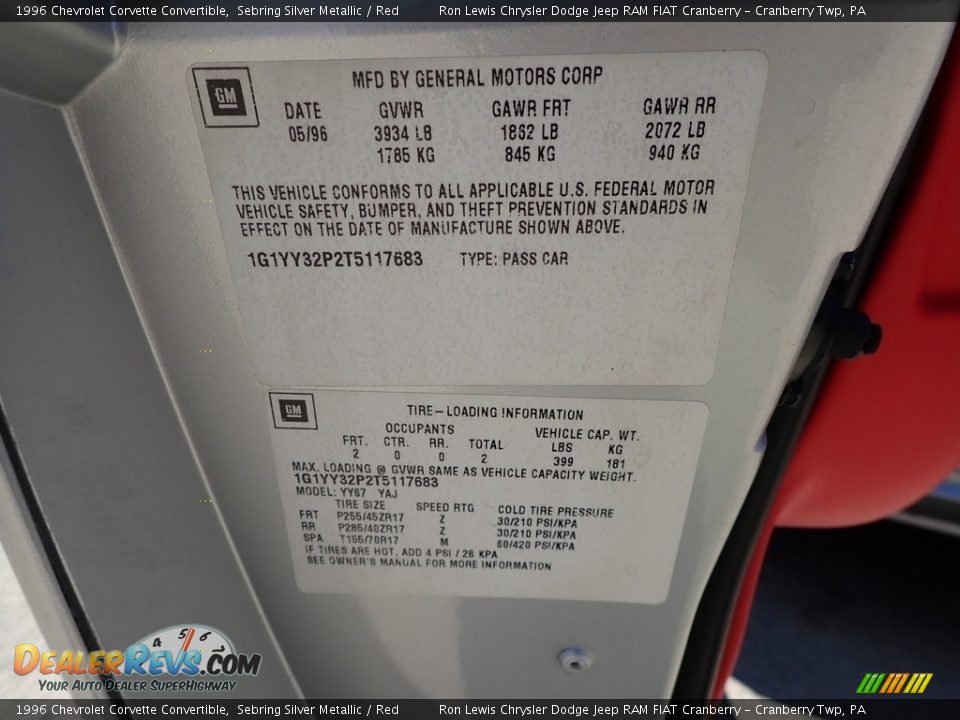 1996 Chevrolet Corvette Convertible, Sebring Silver Metallic / Red Ron Lewis Chrysler Dodge Jeep RAM FIAT Cranberry – Cranberry Twp, PA
GM
MFD BY GENERAL MOTORS CORP
DATE GVWR GAWR FRT GAWR RR
05/96 3934 LB 1862 LB 2072 LB
1785 KG 845 KG 940 KG
THIS VEHICLE CONFORMS TO ALL APPLICABLE U.S. FEDERAL MOTOR
VEHICLE SAFETY, BUMPER, AND THEFT PREVENTION STANDARDS IN
EFFECT ON THE DATE OF MANUFACTURE SHOWN ABOVE.
1G1YY32P2T5117683 TYPE: PASS CAR
GM
TIRE-LOADING INFORMATION
OCCUPANTS VEHICLE CAP. WT.
FRT. CTR. RR. TOTAL LBS KG
2 0 0 2 399 181
MAX. LOADING @ GVWR SAME AS VEHICLE CAPACITY WEIGHT.
1G1YY32P2T5117683
MODEL: YY67 YAJ
TIRE SIZE SPEED RTG COLD TIRE PRESSURE
FRT P255/45ZR17 Z 30/210 PSI/KPA
RR P285/40ZR17 Z 30/210 PSI/KPA
SPA T155/70R17 M 60/420 PSI/KPA
IF TIRES ARE HOT, ADD 4 PSI / 28 KPA
SEE OWNER'S MANUAL FOR MORE INFORMATION
4 5 6 7
DEALERREVS.COM
YOUR AUTO DEALER SUPERHIGHWAY
1996 Chevrolet Corvette Convertible, Sebring Silver Metallic / Red Ron Lewis Chrysler Dodge Jeep RAM FIAT Cranberry – Cranberry Twp, PA